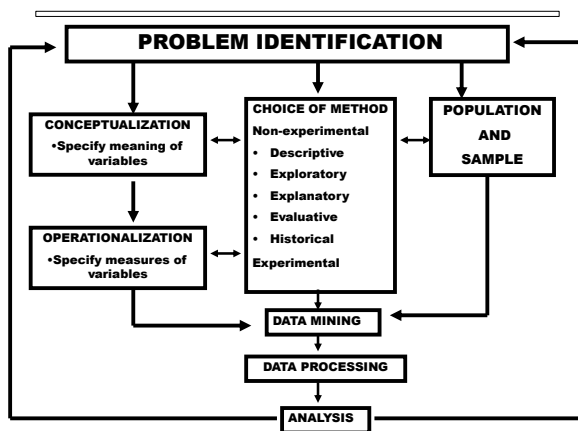 PROBLEM IDENTIFICATION
CONCEPTUALIZATION
•Specify meaning of
variables
OPERATIONALIZATION
•Specify measures of
variables
CHOICE OF METHOD
Non-experimental
• Descriptive
• Exploratory
• Explanatory
• Evaluative
• Historical
Experimental
POPULATION
AND
SAMPLE
DATA MINING
DATA PROCESSING
ANALYSIS